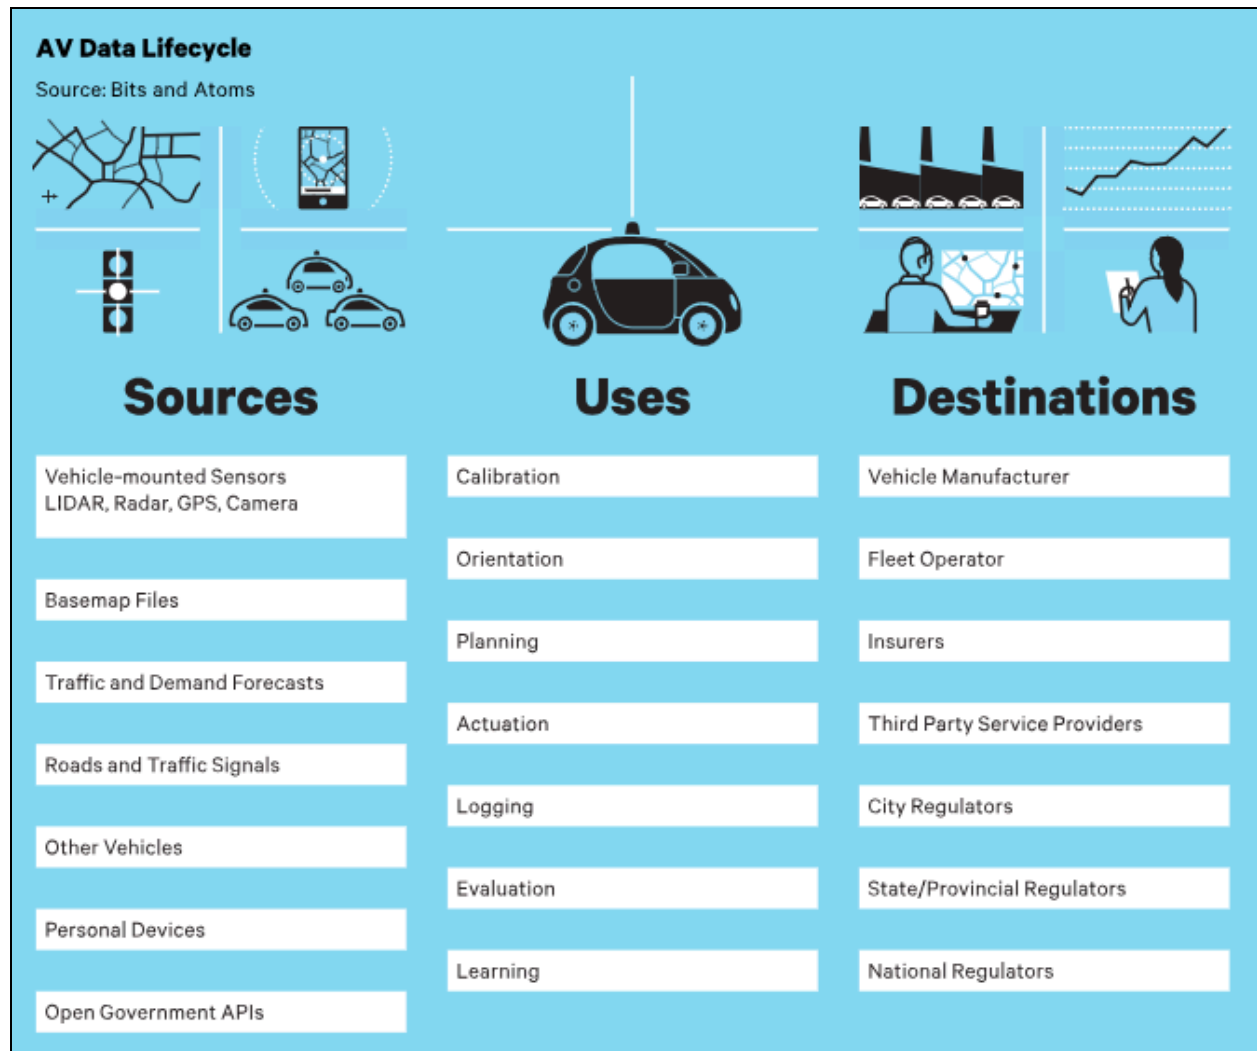 AV Data Lifecycle
Source: Bits and Atoms
Sources
Vehicle-mounted Sensors
LIDAR, Radar, GPS, Camera
Basemap Files
Traffic and Demand Forecasts
Roads and Traffic Signals
Other Vehicles
Personal Devices
Open Government APIs
Uses
Calibration
Orientation
Planning
Actuation
Logging
Evaluation
Learning
Destinations
Vehicle Manufacturer
Fleet Operator
Insurers
Third Party Service Providers
City Regulators
State/Provincial Regulators
National Regulators